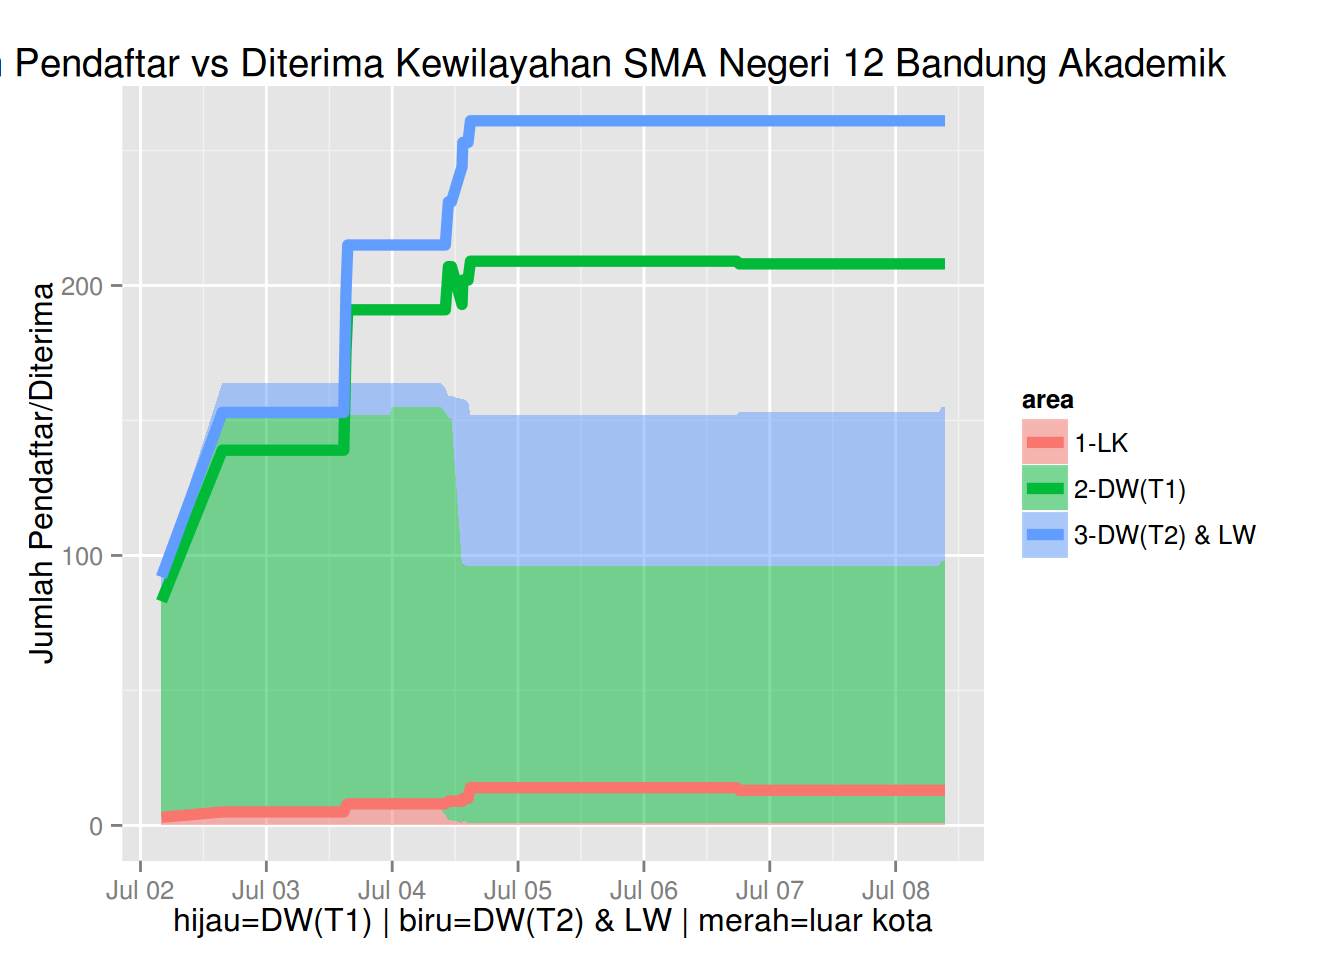 Pendaftar vs Diterima Kewilayahan SMA Negeri 12 Bandung Akademik
Jumlah Pendaftar/Diterima
200
100
0
Jul 02 Jul 03 Jul 04 Jul 05 Jul 06 Jul 07 Jul 08
hijau=DW(T1) | biru=DW(T2) & LW | merah=luar kota
area
1-LK
2-DW(T1)
3-DW(T2) & LW